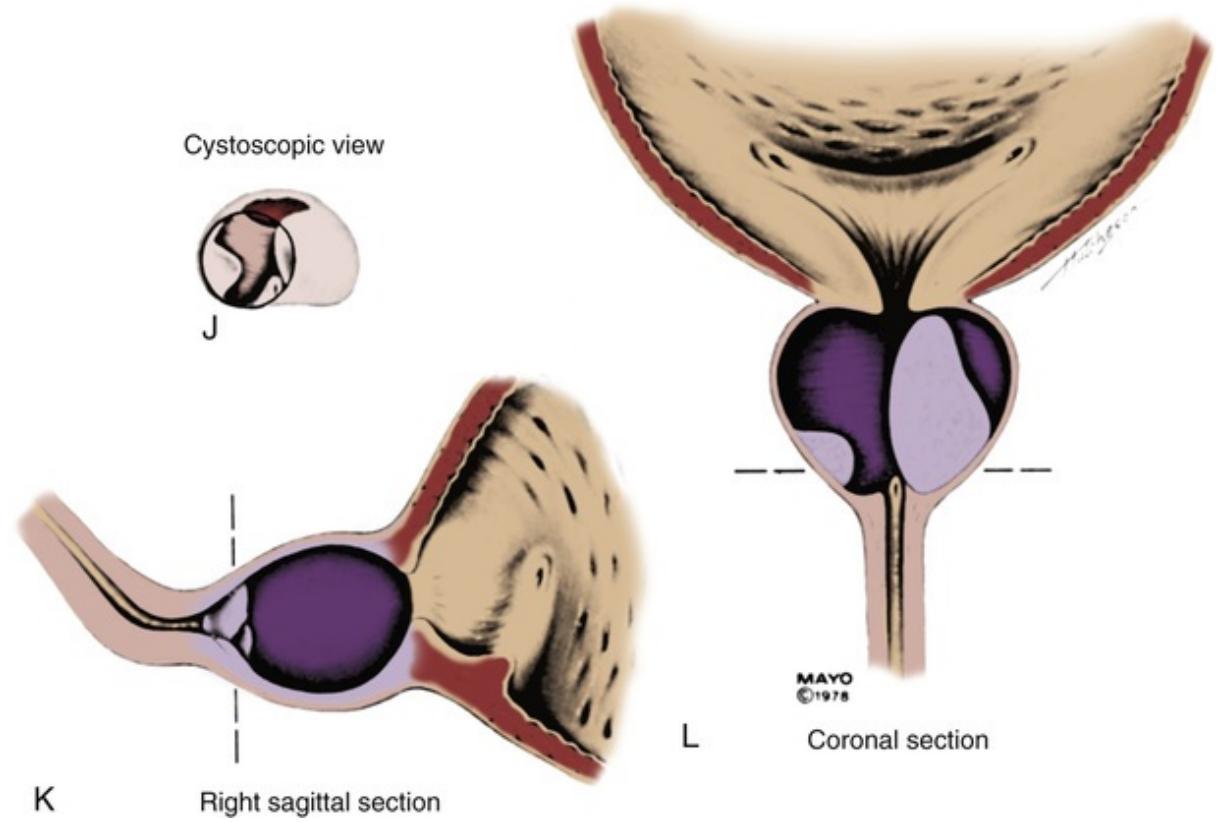 Cystoscopic view
J
MAYO
©1978
L
Coronal section
K
Right sagittal section